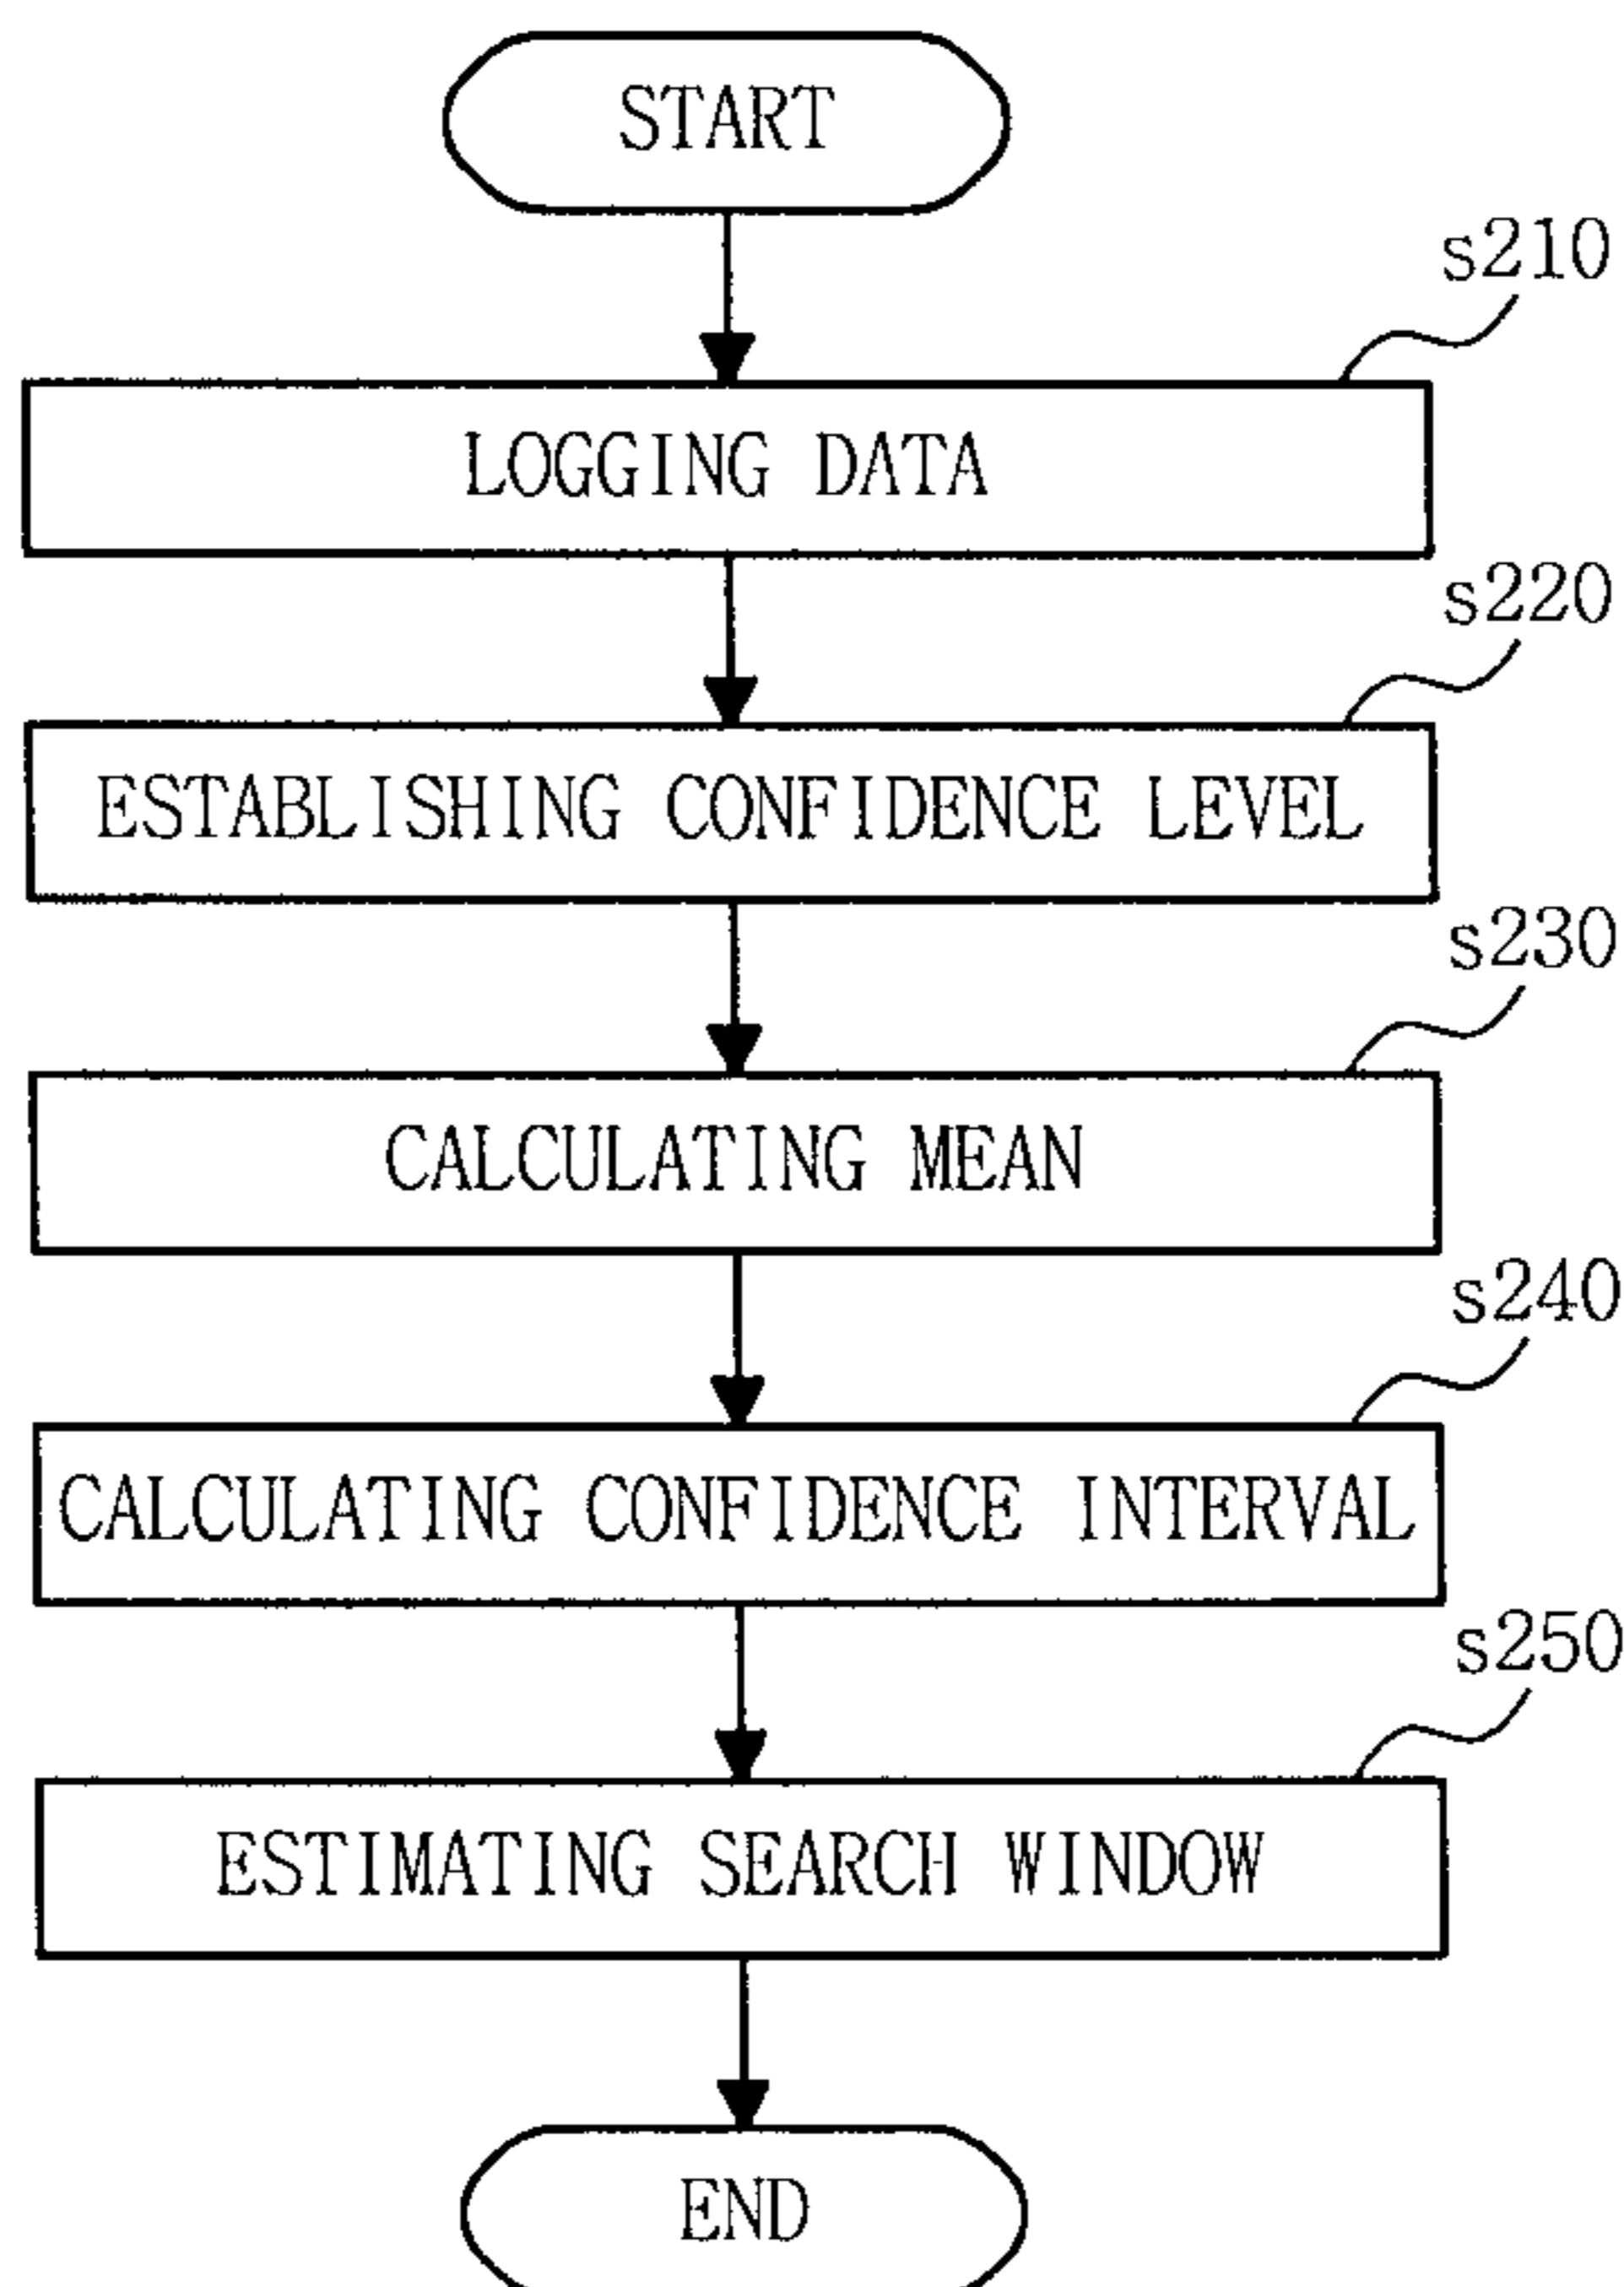 START
s210
LOGGING DATA
s220
ESTABLISHING CONFIDENCE LEVEL
s230
CALCULATING MEAN
s240
CALCULATING CONFIDENCE INTERVAL
s250
ESTIMATING SEARCH WINDOW
END